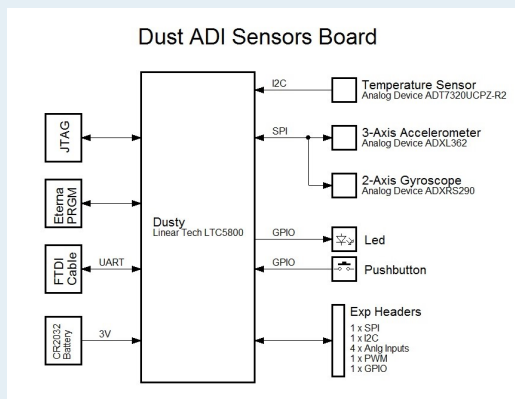 Dust ADI Sensors Board
I2C
Temperature Sensor
Analog Device ADT7320UCPZ-R2
SPI
3-Axis Accelerometer
Analog Device ADXL362
JTAG
2-Axis Gyroscope
Analog Device ADXRS290
Eterna
PRGM
Dusty
Linear Tech LTC5800
GPIO
Led
FTDI
Cable
UART
GPIO
Pushbutton
Exp Headers
1 x SPI
1 x I2C
4 x Anlg Inputs
1 x PWM
1 x GPIO
CR2032
Battery
3V